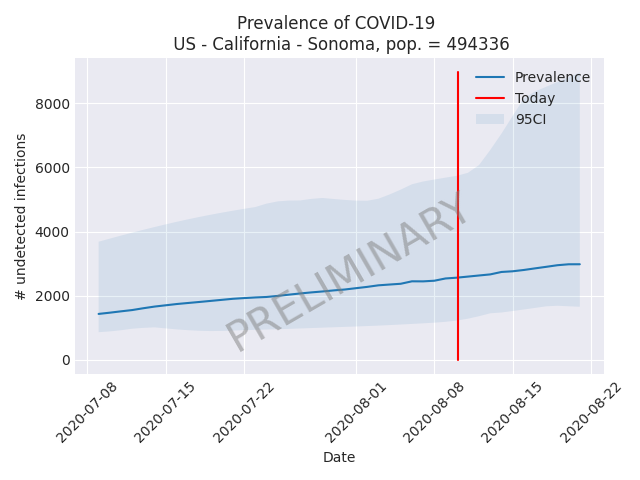 Prevalence of COVID-19
US - California - Sonoma, pop. = 494336
Prevalence
Today
95CI
8000
6000
4000
2000
0
# undetected infections
PRELIMINARY
2020-07-08
2020-07-15
2020-07-22
2020-08-01
2020-08-08
2020-08-15
2020-08-22
Date